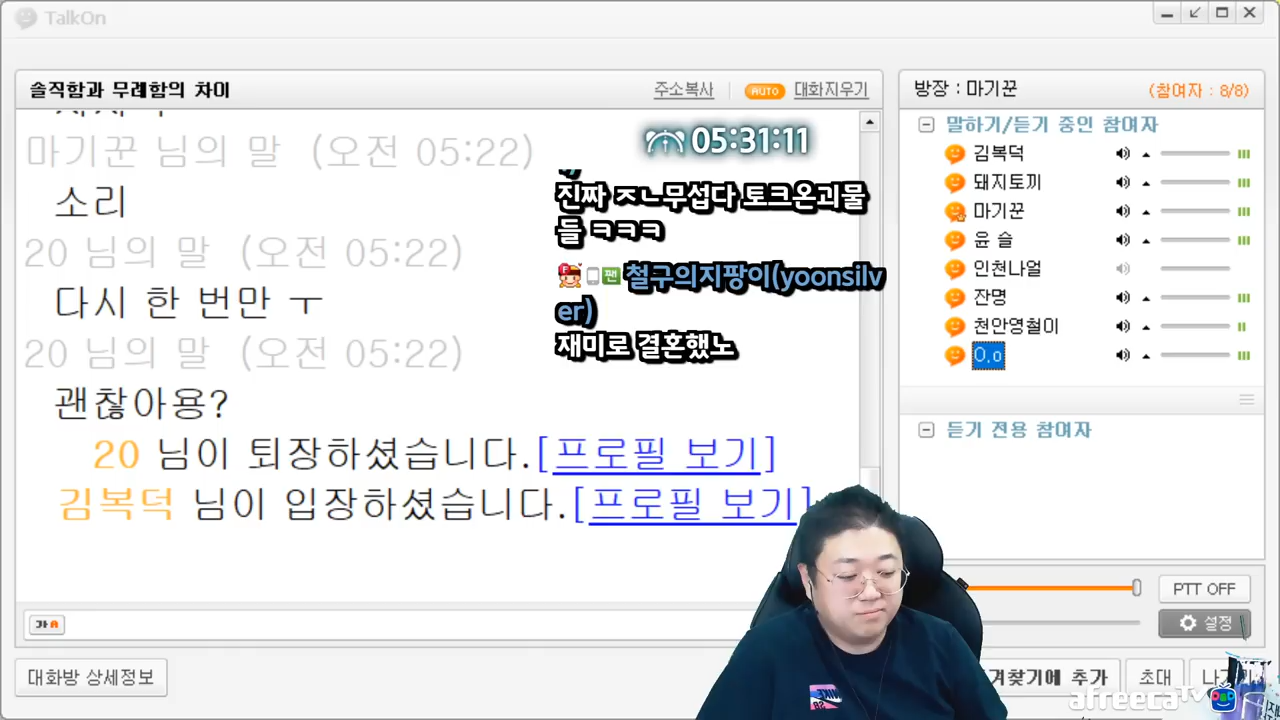 TalkOn
솔직함과 무례함의 차이
주소복사
AUTO
대화지우기
마기꾼 님의 말 (오전 05:22)
소리
20 님의 말 (오전 05:22)
다시 한 번만 ㅜ
20 님의 말 (오전 05:22)
괜찮아용?
20 님이 퇴장하셨습니다.[프로필 보기]
김복덕 님이 입장하셨습니다.[프로필 보기]
05:31:11
진짜 ㅈㄴ무섭다 토크온괴물
들 ㅋㅋㅋ
팬 철구의지팡이(yoonsilv
er)
재미로 결혼했노
방장 : 마기꾼
(참여자 : 8/8)
말하기/듣기 중인 참여자
김복덕
돼지토끼
마기꾼
윤 슬
인천나얼
잔명
천안영철이
O.o
듣기 전용 참여자
PTT OFF
설정
가A
대화방 상세정보
겨찾기에 추가
초대
afreecaTV